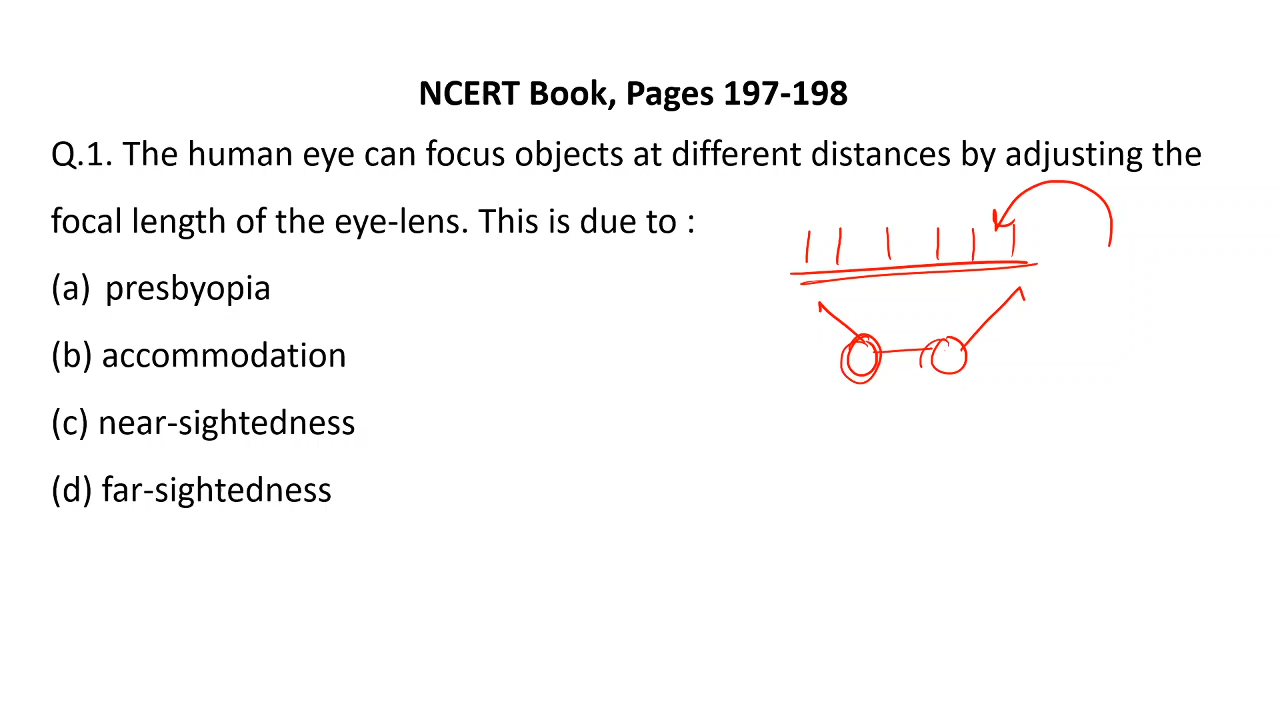 NCERT Book, Pages 197-198
Q.1. The human eye can focus objects at different distances by adjusting the
focal length of the eye-lens. This is due to :
(a) presbyopia
(b) accommodation
(c) near-sightedness
(d) far-sightedness